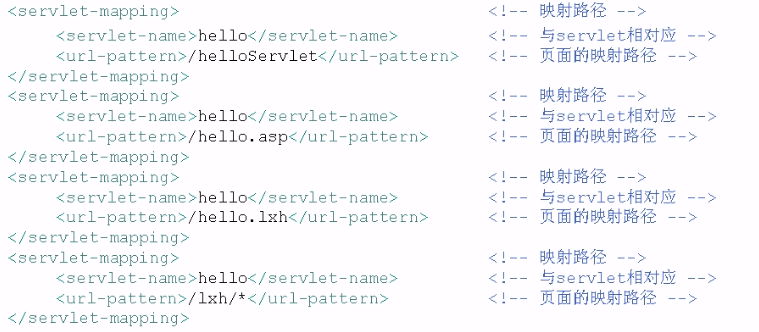 <servlet-mapping> <!-- 映射路径 -->
<servlet-name>hello</servlet-name> <!-- 与servlet相对应 -->
<url-pattern>/helloServlet</url-pattern> <!-- 页面的映射路径 -->
</servlet-mapping>
<servlet-mapping> <!-- 映射路径 -->
<servlet-name>hello</servlet-name> <!-- 与servlet相对应 -->
<url-pattern>/hello.asp</url-pattern> <!-- 页面的映射路径 -->
</servlet-mapping>
<servlet-mapping> <!-- 映射路径 -->
<servlet-name>hello</servlet-name> <!-- 与servlet相对应 -->
<url-pattern>/hello.lxh</url-pattern> <!-- 页面的映射路径 -->
</servlet-mapping>
<servlet-mapping> <!-- 映射路径 -->
<servlet-name>hello</servlet-name> <!-- 与servlet相对应 -->
<url-pattern>/lxh/*</url-pattern> <!-- 页面的映射路径 -->
</servlet-mapping>